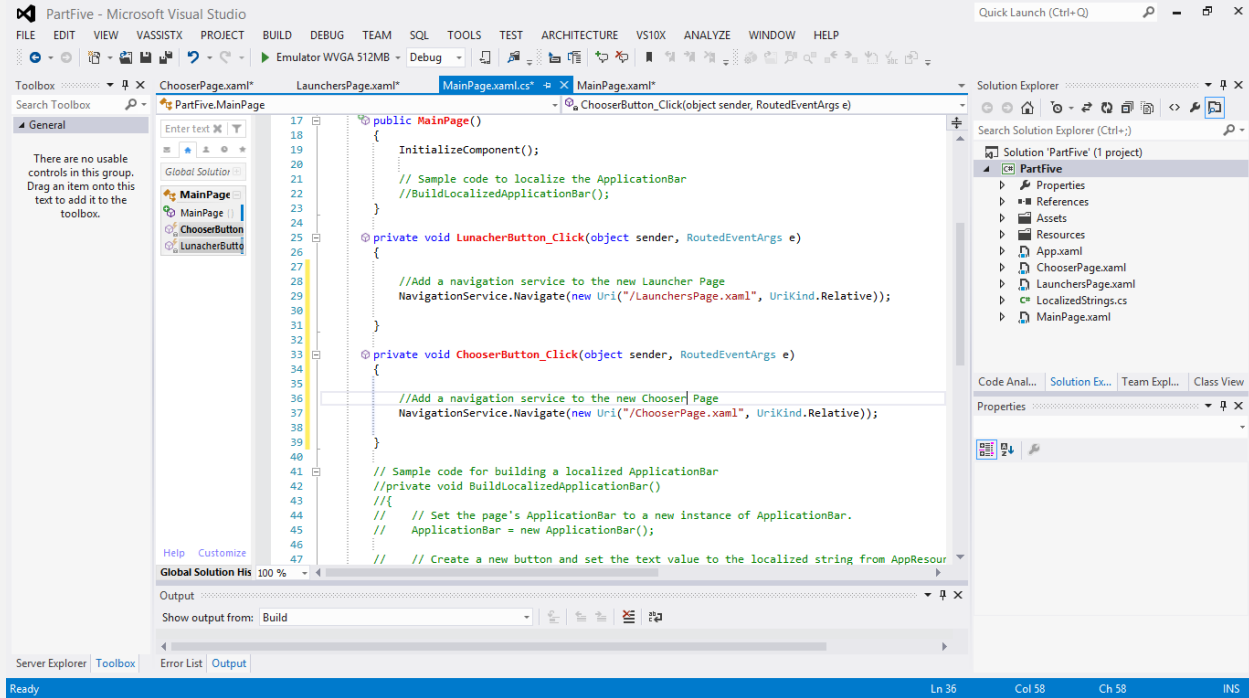 PartFive - Microsoft Visual Studio
Quick Launch (Ctrl+Q)
FILE EDIT VIEW VASSISTX PROJECT BUILD DEBUG TEAM SQL TOOLS TEST ARCHITECTURE VS10X ANALYZE WINDOW HELP
Emulator WVGA 512MB Debug
Toolbox
Search Toolbox
General
There are no usable
controls in this group.
Drag an item onto this
text to add it to the
toolbox.
Server Explorer Toolbox
ChooserPage.xaml* LaunchersPage.xaml* MainPage.xaml.cs* MainPage.xaml*
PartFive.MainPage ChooserButton_Click(object sender, RoutedEventArgs e)
Enter text
Global Solution
MainPage
MainPage ()
ChooserButton
LunacherButto
Help Customize
Global Solution His 100 %
17 public MainPage()
18 {
19 InitializeComponent();
20
21 // Sample code to localize the ApplicationBar
22 //BuildLocalizedApplicationBar();
23 }
24
25 private void LunacherButton_Click(object sender, RoutedEventArgs e)
26 {
27
28 //Add a navigation service to the new Launcher Page
29 NavigationService.Navigate(new Uri("/LaunchersPage.xaml", UriKind.Relative));
30
31 }
32
33 private void ChooserButton_Click(object sender, RoutedEventArgs e)
34 {
35
36 //Add a navigation service to the new Chooser Page
37 NavigationService.Navigate(new Uri("/ChooserPage.xaml", UriKind.Relative));
38
39 }
40
41 // Sample code for building a localized ApplicationBar
42 //private void BuildLocalizedApplicationBar()
43 //{
44 // // Set the page's ApplicationBar to a new instance of ApplicationBar.
45 // ApplicationBar = new ApplicationBar();
46
47 // // Create a new button and set the text value to the localized string from AppResour
Output
Show output from: Build
Error List Output
Solution Explorer
Search Solution Explorer (Ctrl+;)
Solution 'PartFive' (1 project)
C# PartFive
Properties
References
Assets
Resources
App.xaml
ChooserPage.xaml
LaunchersPage.xaml
C# LocalizedStrings.cs
MainPage.xaml
Code Anal... Solution Ex... Team Expl... Class View
Properties
Ready Ln 36 Col 58 Ch 58 INS